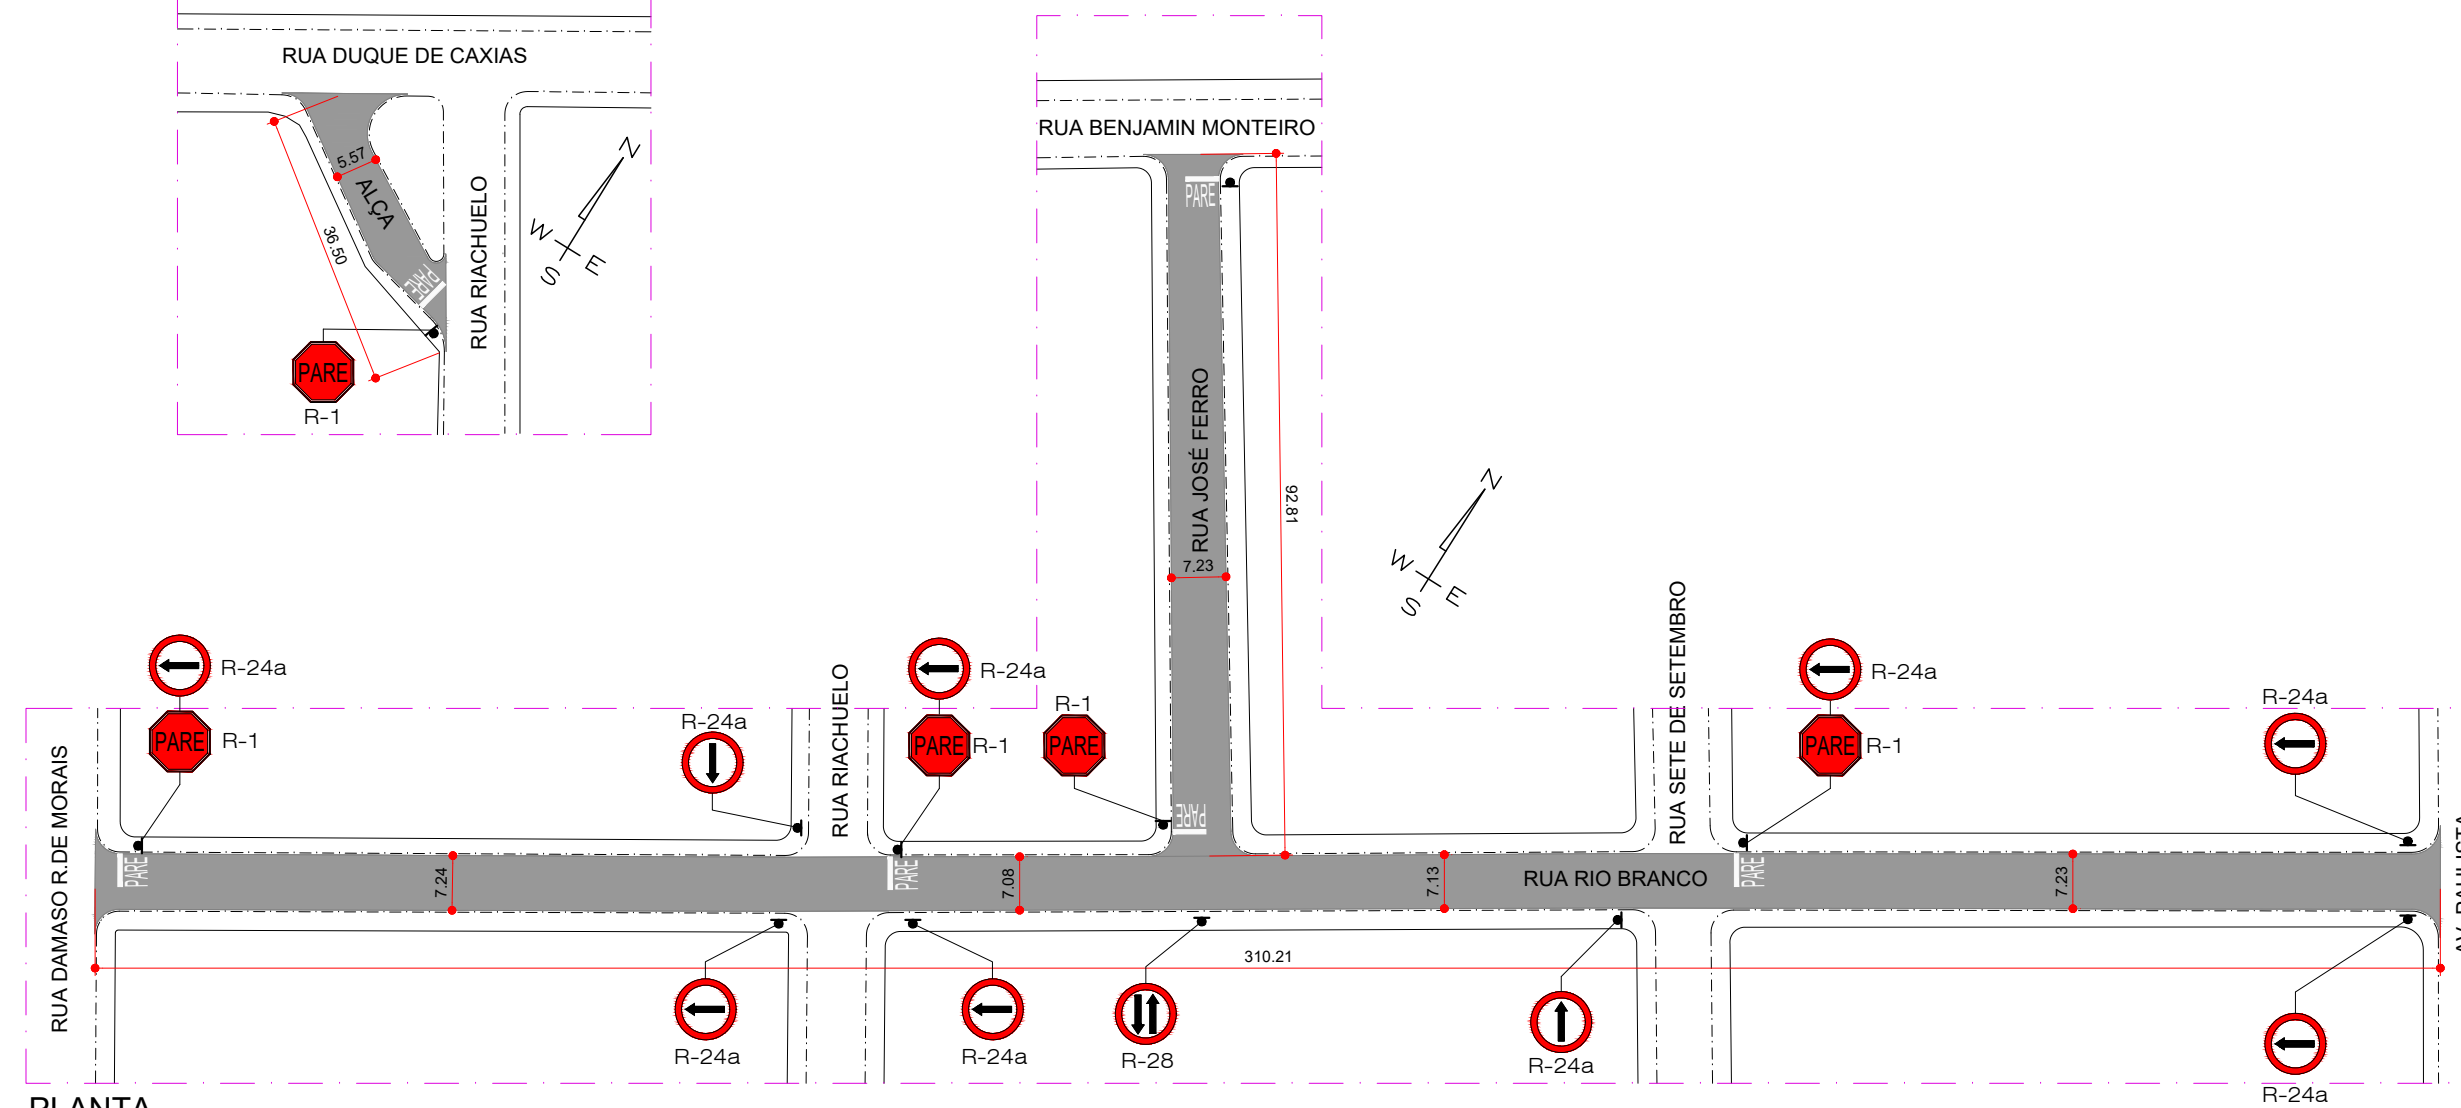 RUA DUQUE DE CAXIAS
5.57
ALÇA
36.50
PARE
RUA RIACHUELO
N
W
E
S
PARE
R-1
RUA BENJAMIN MONTEIRO
PARE
RUA JOSÉ FERRO
92.81
7.23
N
W
E
S
R-24a
PARE
R-1
R-24a
RUA RIACHUELO
R-24a
PARE
R-1
R-1
PARE
RUA SETE DE SETEMBRO
R-24a
PARE
R-1
R-24a
RUA DAMASO R.DE MORAIS
PARE
7.24
PARE
7.08
PARE
7.13
RUA RIO BRANCO
PARE
7.23
AV. PAULISTA
310.21
R-24a
R-24a
R-28
R-24a
R-24a
PLANTA